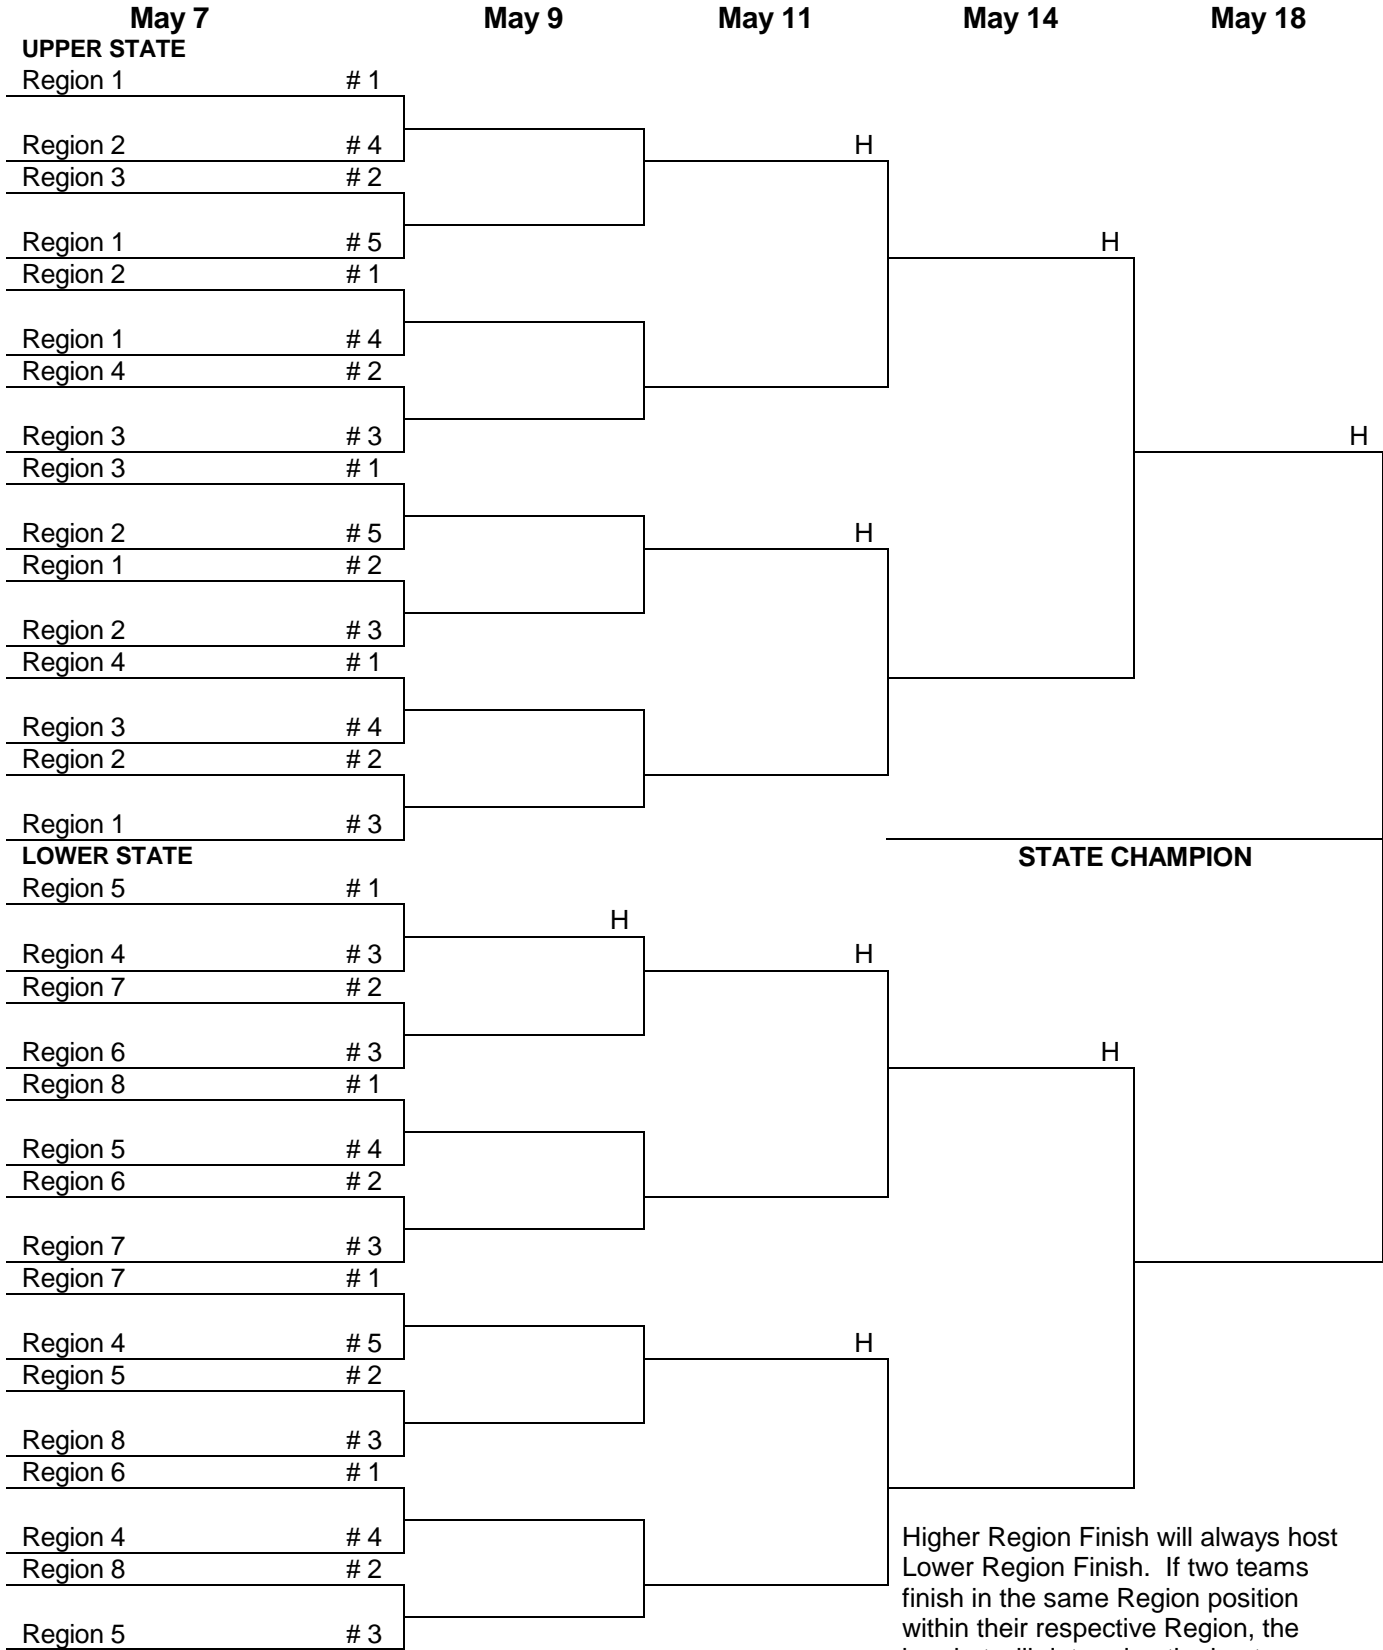 May 7 May 9 May 11 May 14 May 18
UPPER STATE
Region 1 # 1
Region 2 # 4 H
Region 3 # 2
Region 1 # 5 H
Region 2 # 1
Region 1 # 4
Region 4 # 2
Region 3 # 3 H
Region 3 # 1
Region 2 # 5 H
Region 1 # 2
Region 2 # 3
Region 4 # 1
Region 3 # 4
Region 2 # 2
Region 1 # 3
LOWER STATE STATE CHAMPION
Region 5 # 1
H
Region 4 # 3 H
Region 7 # 2
Region 6 # 3 H
Region 8 # 1
Region 5 # 4
Region 6 # 2
Region 7 # 3
Region 7 # 1
Region 4 # 5 H
Region 5 # 2
Region 8 # 3
Region 6 # 1
Region 4 # 4
Region 8 # 2
Region 5 # 3
Higher Region Finish will always host
Lower Region Finish. If two teams
finish in the same Region position
within their respective Region, the